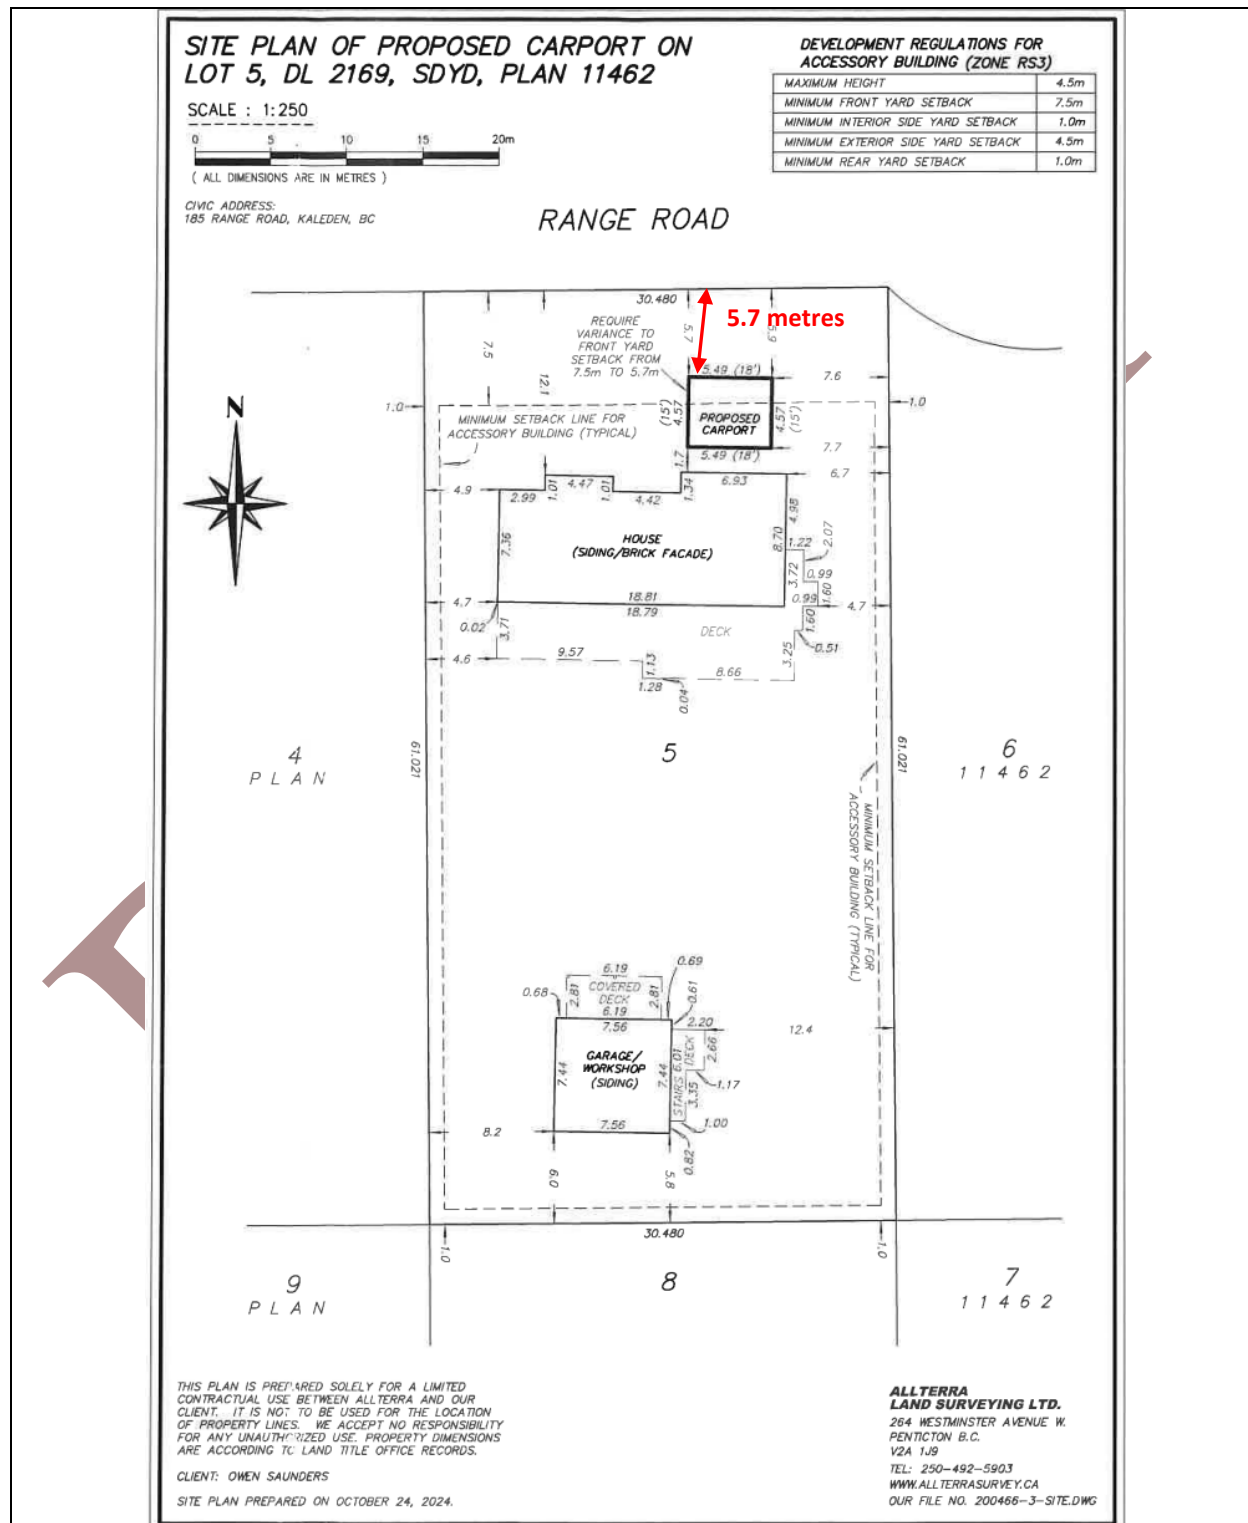 SITE PLAN OF PROPOSED CARPORT ON
LOT 5, DL 2169, SDYD, PLAN 11462
SCALE : 1:250
0 5 10 15 20m
( ALL DIMENSIONS ARE IN METRES )
CIVIC ADDRESS:
185 RANGE ROAD, KALEDEN, BC
DEVELOPMENT REGULATIONS FOR
ACCESSORY BUILDING (ZONE RS3)
MAXIMUM HEIGHT 4.5m
MINIMUM FRONT YARD SETBACK 7.5m
MINIMUM INTERIOR SIDE YARD SETBACK 1.0m
MINIMUM EXTERIOR SIDE YARD SETBACK 4.5m
MINIMUM REAR YARD SETBACK 1.0m
RANGE ROAD
30.480
REQUIRE
VARIANCE TO
FRONT YARD
SETBACK FROM
7.5m TO 5.7m
5.7 metres
7.5
12.1
5.7
5.9
5.49 (18')
7.6
1.0
1.0
4.57
(15')
PROPOSED
CARPORT
4.57
(15')
5.49 (18')
7.7
N
MINIMUM SETBACK LINE FOR
ACCESSORY BUILDING (TYPICAL)
1.7
6.7
4.9
2.99
1.01
4.47
1.01
4.42
1.34
6.93
4.98
7.36
HOUSE
(SIDING/BRICK FACADE)
8.70
1.22
2.07
3.72
0.99
1.60
0.99
4.7
18.81
18.79
4.7
0.02
3.71
DECK
1.60
0.51
3.25
4.6
9.57
1.13
1.28
0.04
8.66
4
PLAN
61.021
5
61.021
6
11462
MINIMUM SETBACK LINE FOR
ACCESSORY BUILDING (TYPICAL)
6.19
0.69
0.68
2.81
COVERED
DECK
2.81
0.61
6.19
7.56
2.20
12.4
GARAGE/
WORKSHOP
(SIDING)
7.44
7.44
STAIRS 6.01
DECK
2.66
3.35
1.17
1.00
8.2
7.56
0.82
6.0
5.8
30.480
1.0
1.0
9
PLAN
8
7
11462
THIS PLAN IS PREPARED SOLELY FOR A LIMITED
CONTRACTUAL USE BETWEEN ALLTERRA AND OUR
CLIENT. IT IS NOT TO BE USED FOR THE LOCATION
OF PROPERTY LINES. WE ACCEPT NO RESPONSIBILITY
FOR ANY UNAUTHORIZED USE. PROPERTY DIMENSIONS
ARE ACCORDING TO LAND TITLE OFFICE RECORDS.
CLIENT: OWEN SAUNDERS
SITE PLAN PREPARED ON OCTOBER 24, 2024.
ALLTERRA
LAND SURVEYING LTD.
264 WESTMINSTER AVENUE W.
PENTICTON B.C.
V2A 1J9
TEL: 250-492-5903
WWW.ALLTERRASURVEY.CA
OUR FILE NO. 200466-3-SITE.DWG